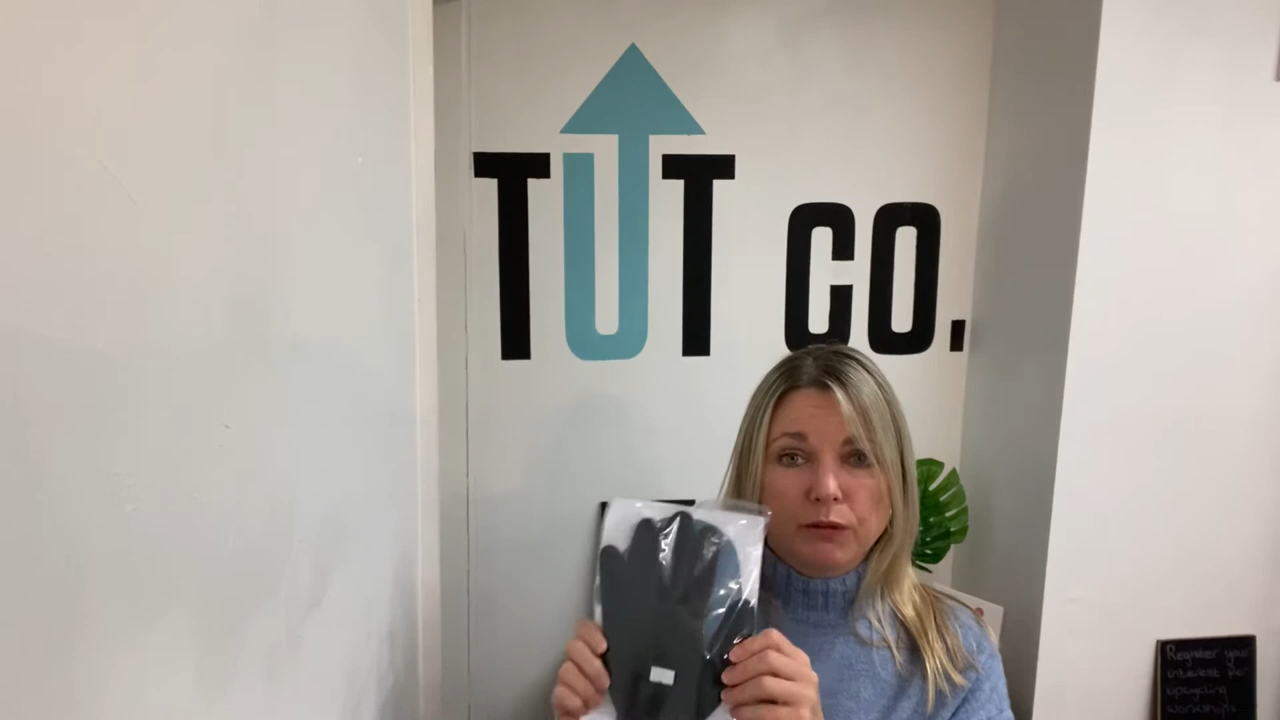 TUT CO.
Register your
interest for
upcycling
workshops